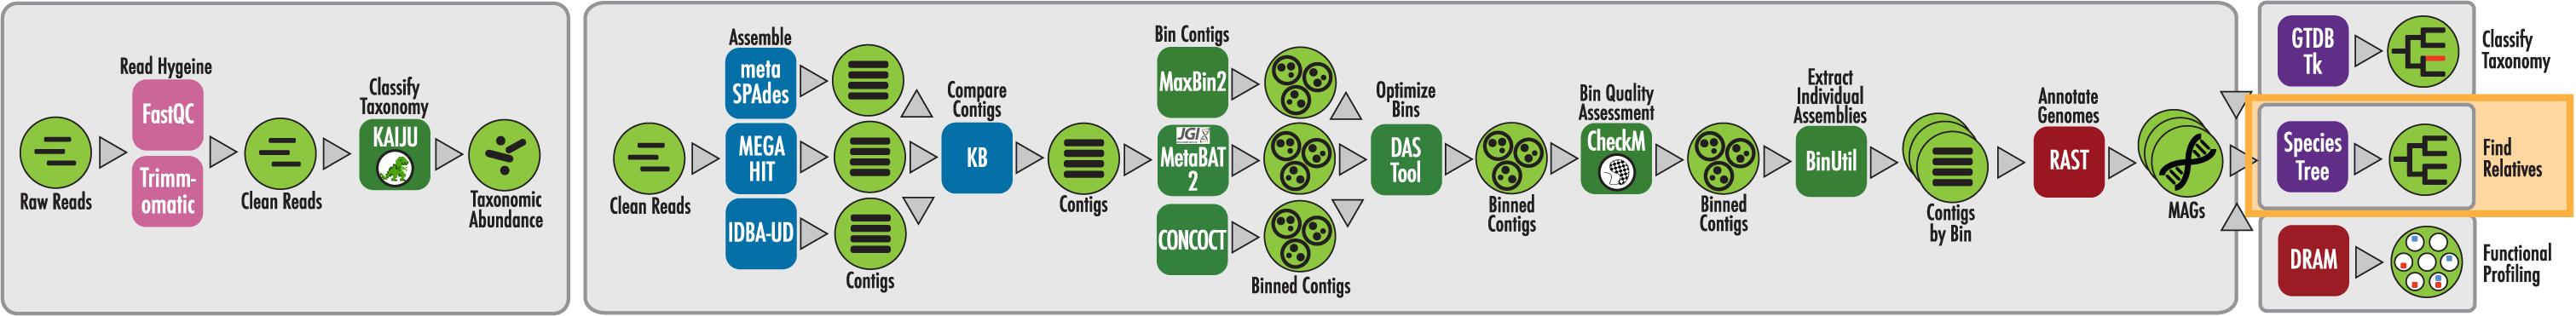 Read Hygeine
FastQC
Trimm-
omatic
Raw Reads
Clean Reads
Classify
Taxonomy
KAIJU
Taxonomic
Abundance
Clean Reads
Assemble
meta
SPAdes
MEGA
HIT
IDBA-UD
Contigs
Compare
Contigs
KB
Contigs
Bin Contigs
MaxBin2
JGI
MetaBAT
2
CONCOCT
Binned Contigs
Optimize
Bins
DAS
Tool
Binned
Contigs
Bin Quality
Assessment
CheckM
Binned
Contigs
Extract
Individual
Assemblies
BinUtil
Contigs
by Bin
Annotate
Genomes
RAST
MAGs
GTDB
Tk
Classify
Taxonomy
Species
Tree
Find
Relatives
DRAM
Functional
Profiling